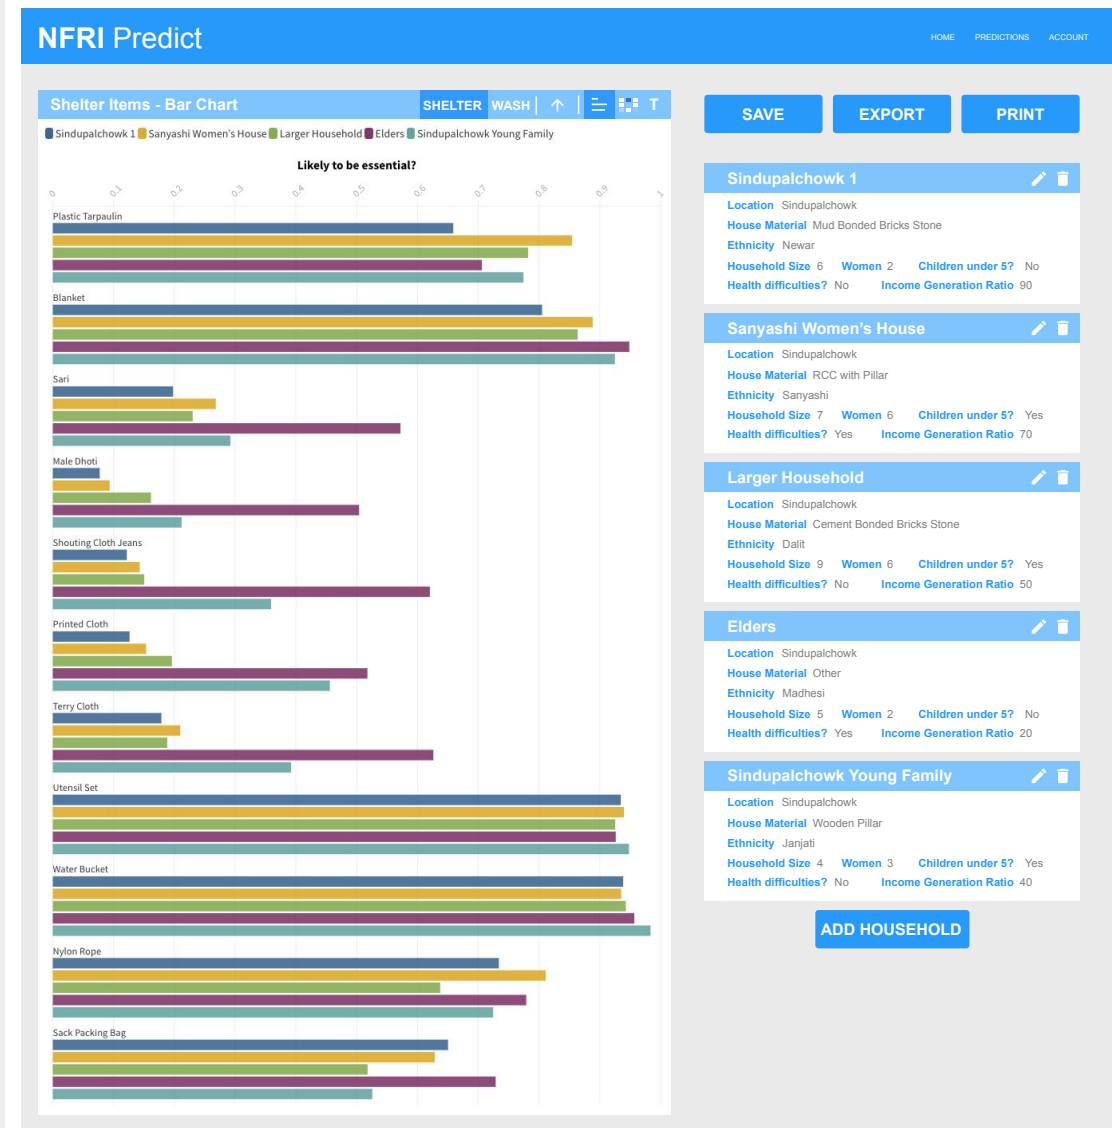 NFRI Predict
HOME PREDICTIONS ACCOUNT
Shelter Items - Bar Chart SHELTER WASH T
Sindupalchowk 1 Sanyashi Women's House Larger Household Elders Sindupalchowk Young Family
Likely to be essential?
0 0.1 0.2 0.3 0.4 0.5 0.6 0.7 0.8 0.9 1
Plastic Tarpaulin
Blanket
Sari
Male Dhoti
Shouting Cloth Jeans
Printed Cloth
Terry Cloth
Utensil Set
Water Bucket
Nylon Rope
Sack Packing Bag
SAVE EXPORT PRINT
Sindupalchowk 1
Location Sindupalchowk
House Material Mud Bonded Bricks Stone
Ethnicity Newar
Household Size 6 Women 2 Children under 5? No
Health difficulties? No Income Generation Ratio 90
Sanyashi Women's House
Location Sindupalchowk
House Material RCC with Pillar
Ethnicity Sanyashi
Household Size 7 Women 6 Children under 5? Yes
Health difficulties? Yes Income Generation Ratio 70
Larger Household
Location Sindupalchowk
House Material Cement Bonded Bricks Stone
Ethnicity Dalit
Household Size 9 Women 6 Children under 5? Yes
Health difficulties? No Income Generation Ratio 50
Elders
Location Sindupalchowk
House Material Other
Ethnicity Madhesi
Household Size 5 Women 2 Children under 5? No
Health difficulties? Yes Income Generation Ratio 20
Sindupalchowk Young Family
Location Sindupalchowk
House Material Wooden Pillar
Ethnicity Janjati
Household Size 4 Women 3 Children under 5? Yes
Health difficulties? No Income Generation Ratio 40
ADD HOUSEHOLD